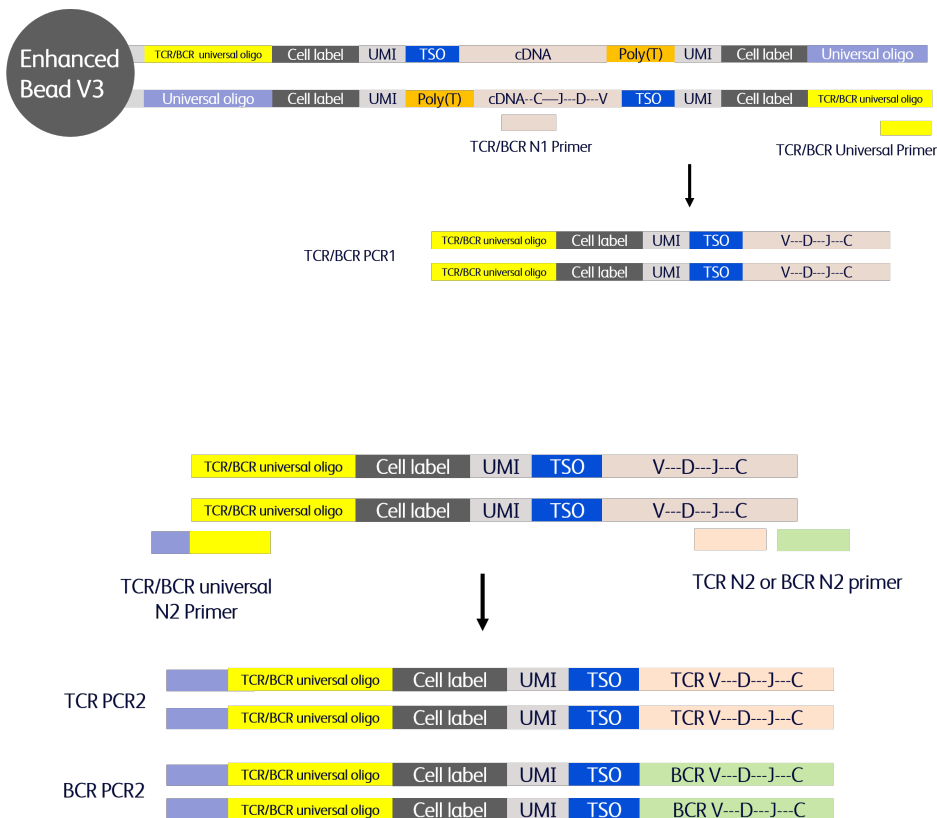 Enhanced
Bead V3
TCR/BCR universal oligo Cell label UMI TSO cDNA Poly(T) UMI Cell label Universal oligo
Universal oligo Cell label UMI Poly(T) cDNA--C—J---D---V TSO UMI Cell label TCR/BCR universal oligo
TCR/BCR N1 Primer TCR/BCR Universal Primer
TCR/BCR PCR1
TCR/BCR universal oligo Cell label UMI TSO V---D---J---C
TCR/BCR universal oligo Cell label UMI TSO V---D---J---C
TCR/BCR universal oligo Cell label UMI TSO V---D---J---C
TCR/BCR universal oligo Cell label UMI TSO V---D---J---C
TCR/BCR universal
N2 Primer
TCR N2 or BCR N2 primer
TCR PCR2
TCR/BCR universal oligo Cell label UMI TSO TCR V---D---J---C
TCR/BCR universal oligo Cell label UMI TSO TCR V---D---J---C
BCR PCR2
TCR/BCR universal oligo Cell label UMI TSO BCR V---D---J---C
TCR/BCR universal oligo Cell label UMI TSO BCR V---D---J---C